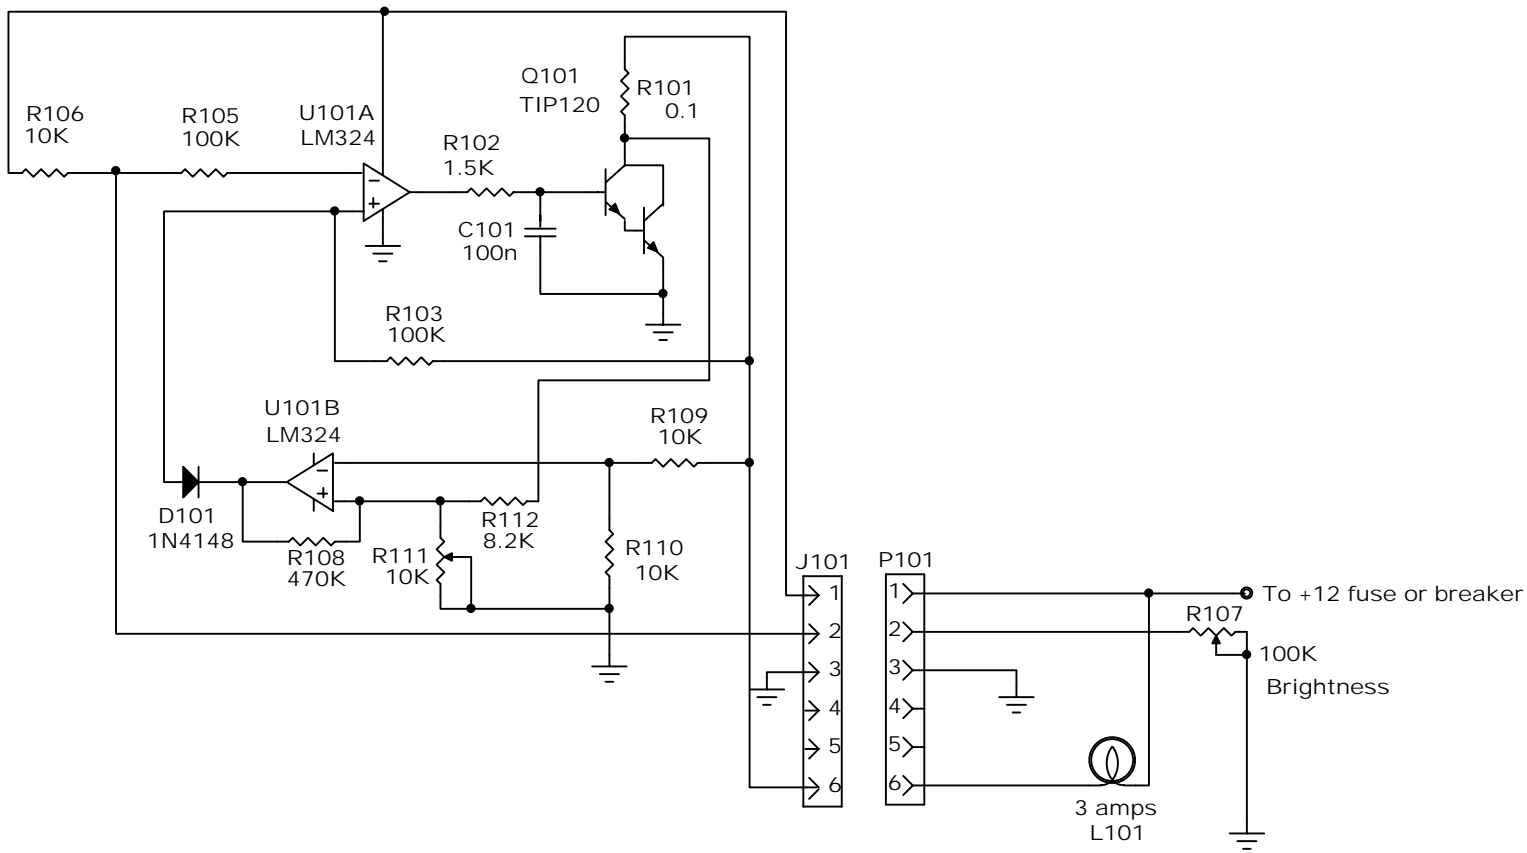 Q101
TIP120
R101
0.1
R106
10K
R105
100K
U101A
LM324
R102
1.5K
−
+
C101
100n
R103
100K
U101B
LM324
R109
10K
−
+
D101
1N4148
R108
470K
R111
10K
R112
8.2K
R110
10K
J101
1
2
3
4
5
6
P101
1
2
3
4
5
6
To +12 fuse or breaker
R107
100K
Brightness
3 amps
L101